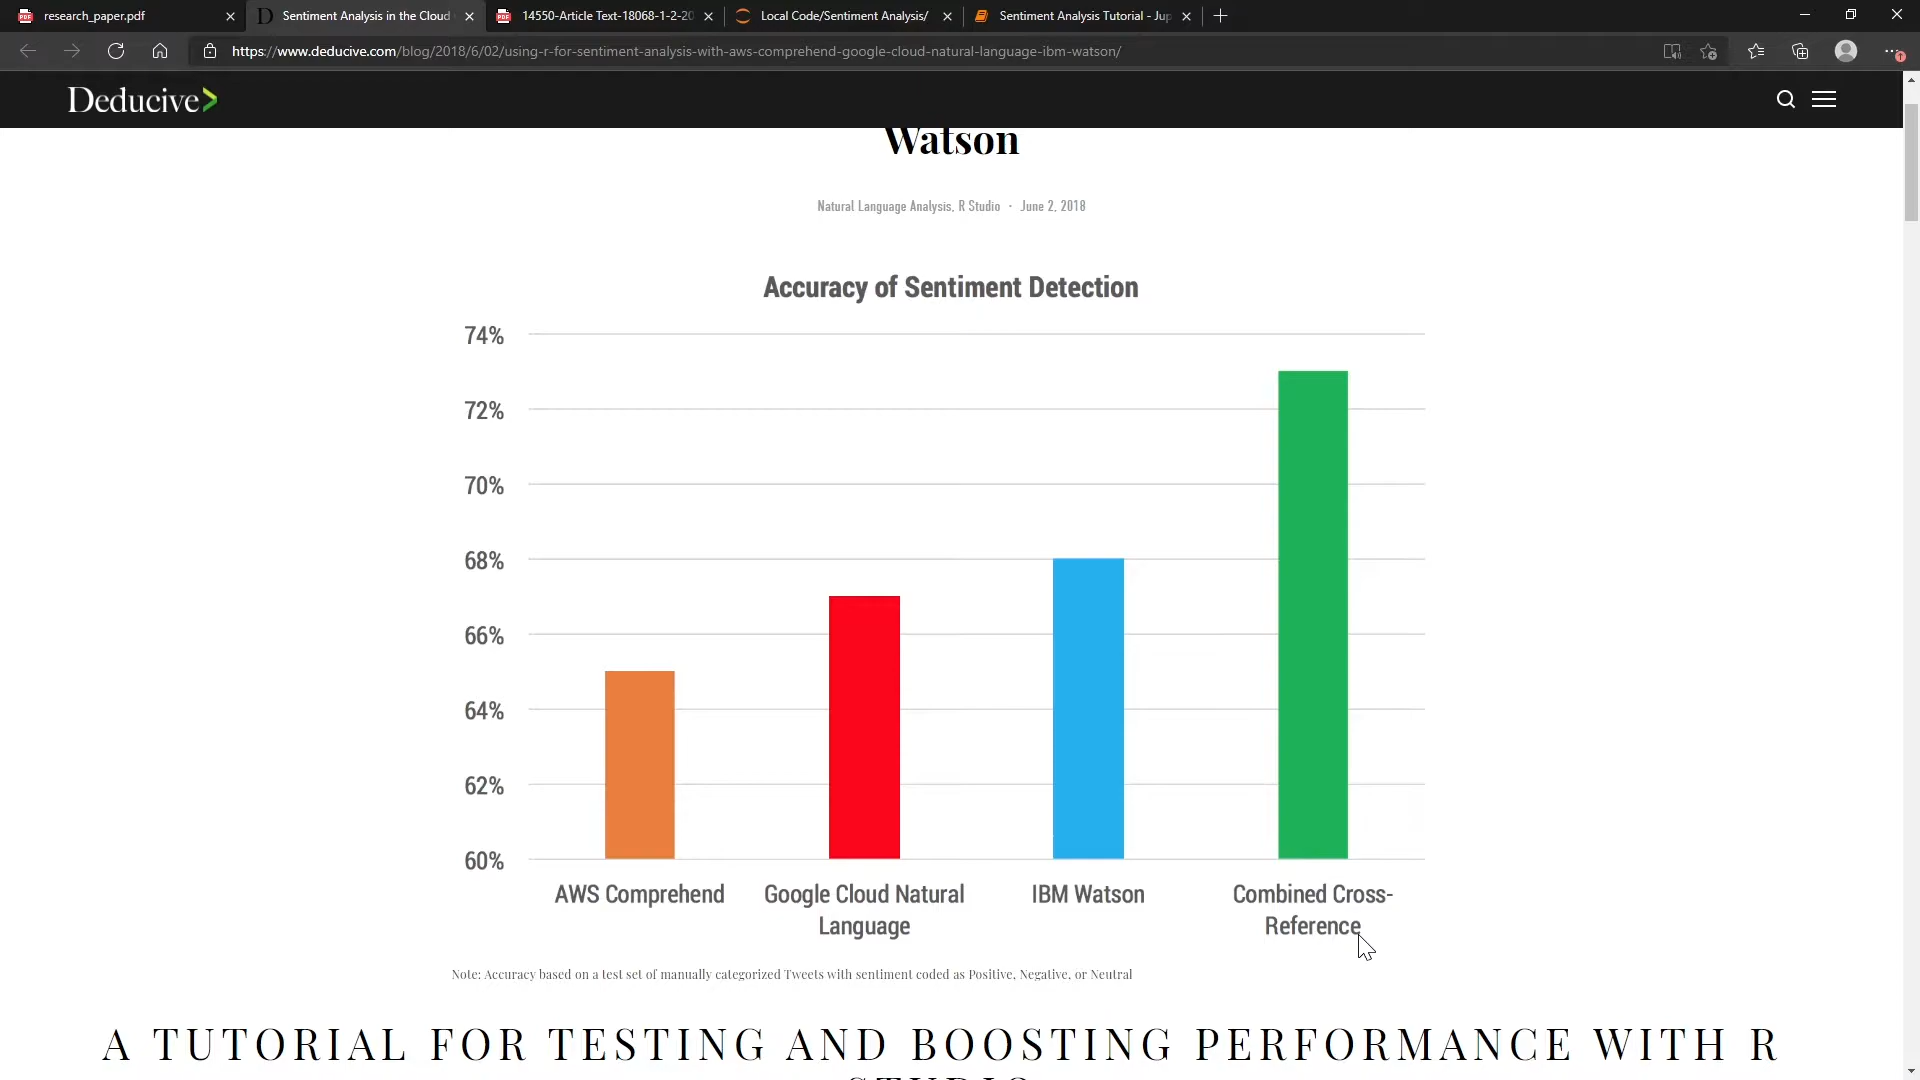 research_paper.pdf
Sentiment Analysis in the Cloud
14550-Article Text-18068-1-2-20
Local Code/Sentiment Analysis/
Sentiment Analysis Tutorial - Jup
https://www.deducive.com/blog/2018/6/02/using-r-for-sentiment-analysis-with-aws-comprehend-google-cloud-natural-language-ibm-watson/
Deducive
Watson
Natural Language Analysis, R Studio · June 2, 2018
Accuracy of Sentiment Detection
74%
72%
70%
68%
66%
64%
62%
60%
AWS Comprehend
Google Cloud Natural
Language
IBM Watson
Combined Cross-
Reference
Note: Accuracy based on a test set of manually categorized Tweets with sentiment coded as Positive, Negative, or Neutral
A TUTORIAL FOR TESTING AND BOOSTING PERFORMANCE WITH R